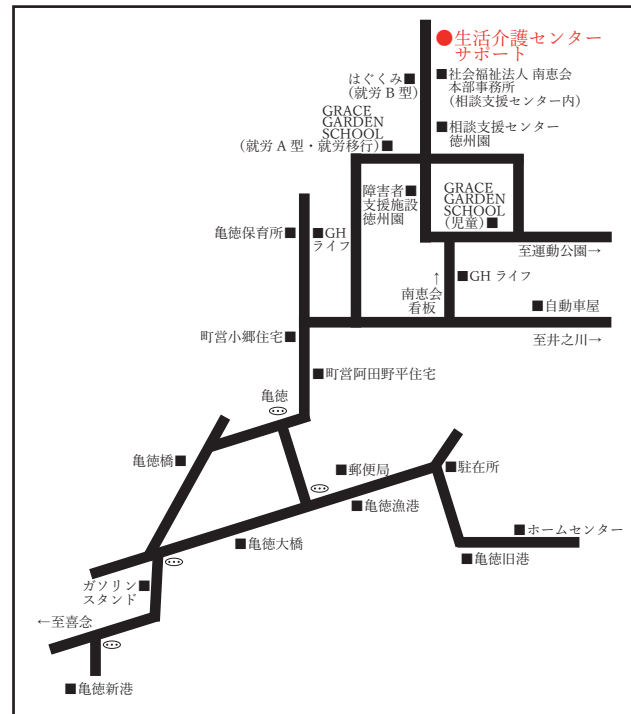 ●生活介護センター
サポート
はぐくみ■
(就労 B 型)
■社会福祉法人 南恵会
本部事務所
(相談支援センター内)
GRACE
GARDEN
SCHOOL
(就労 A 型・就労移行)■
■相談支援センター
徳州園
障害者■
支援施設
徳州園
GRACE
GARDEN
SCHOOL
(児童)■
亀徳保育所■
■GH
ライフ
至運動公園→
↑
南恵会
看板
■GH ライフ
■自動車屋
町営小郷住宅■
至井之川→
■町営阿田野平住宅
亀徳
亀徳橋■
■郵便局
■駐在所
■亀徳漁港
■ホームセンター
■亀徳大橋
■亀徳旧港
ガソリン■
スタンド
←至喜念
■亀徳新港